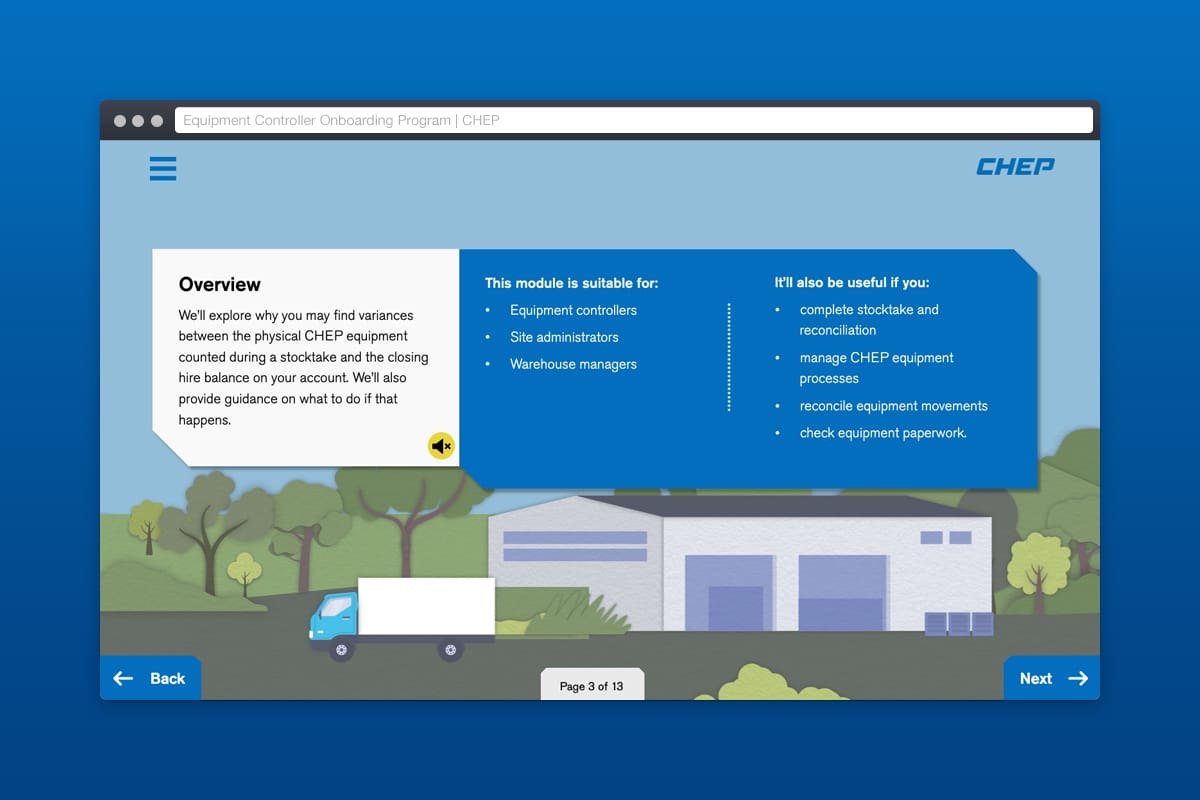 Equipment Controller Onboarding Program | CHEP
CHEP
Overview
We'll explore why you may find variances
between the physical CHEP equipment
counted during a stocktake and the closing
hire balance on your account. We'll also
provide guidance on what to do if that
happens.
This module is suitable for:
• Equipment controllers
• Site administrators
• Warehouse managers
It'll also be useful if you:
• complete stocktake and
reconciliation
• manage CHEP equipment
processes
• reconcile equipment movements
• check equipment paperwork.
Back
Page 3 of 13
Next